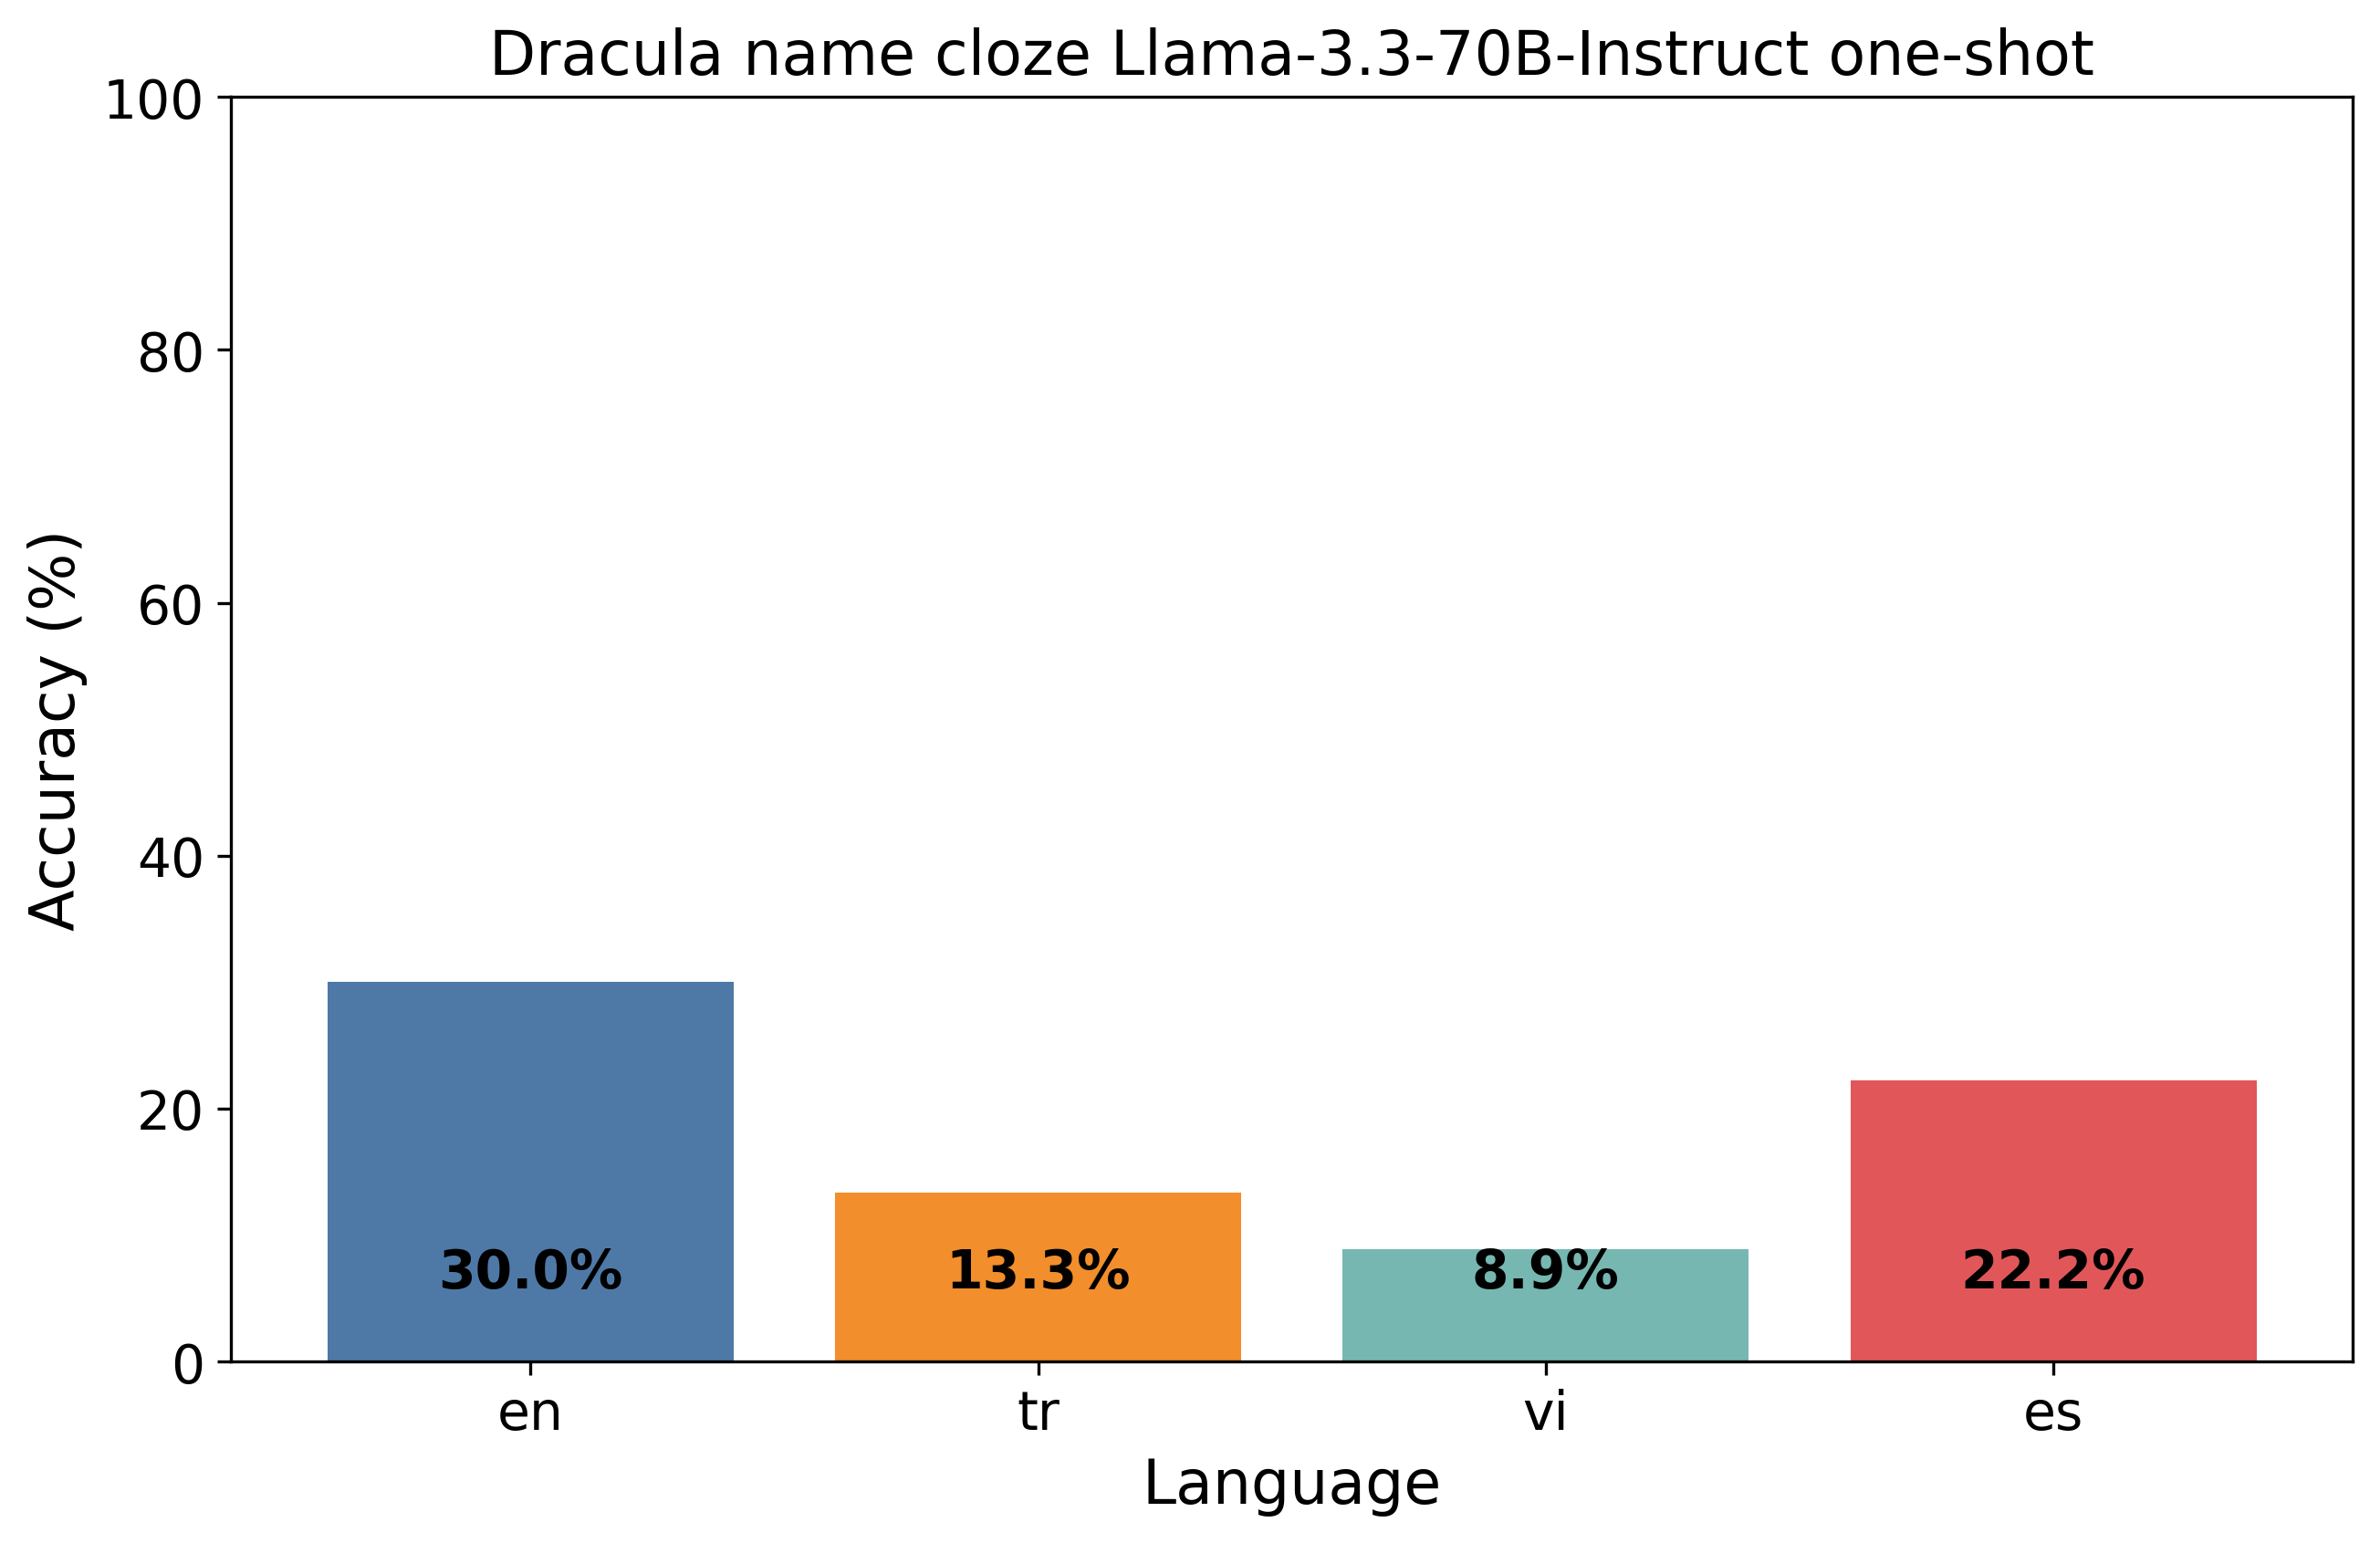 Dracula name cloze Llama-3.3-70B-Instruct one-shot
100
80
60
40
20
0
Accuracy (%)
30.0%
13.3%
8.9%
22.2%
en
tr
vi
es
Language